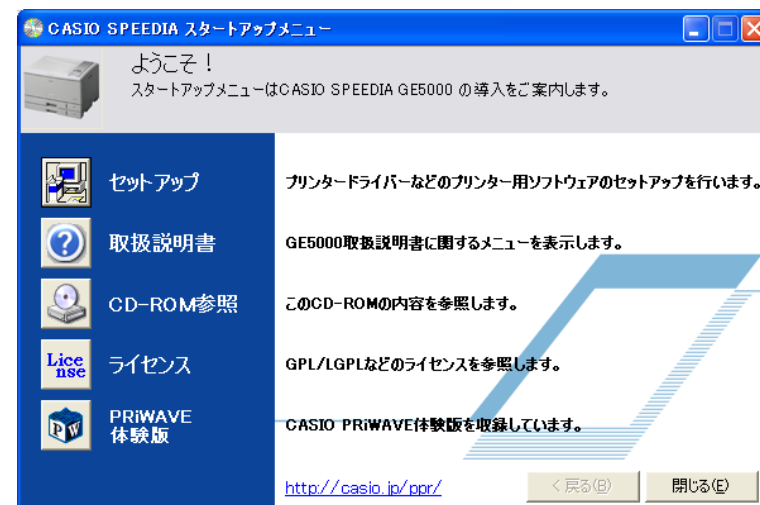 CASIO SPEEDIA スタートアップメニュー
ようこそ！
スタートアップメニューはCASIO SPEEDIA GE5000 の導入をご案内します。
セットアップ
プリンタードライバーなどのプリンター用ソフトウェアのセットアップを行います。
取扱説明書
GE5000取扱説明書に関するメニューを表示します。
CD-ROM参照
このCD-ROMの内容を参照します。
Lice
nse
ライセンス
GPL/LGPLなどのライセンスを参照します。
PW
PRiWAVE
体験版
CASIO PRiWAVE体験版を収録しています。
http://casio.jp/ppr/
< 戻る(B)
閉じる(E)